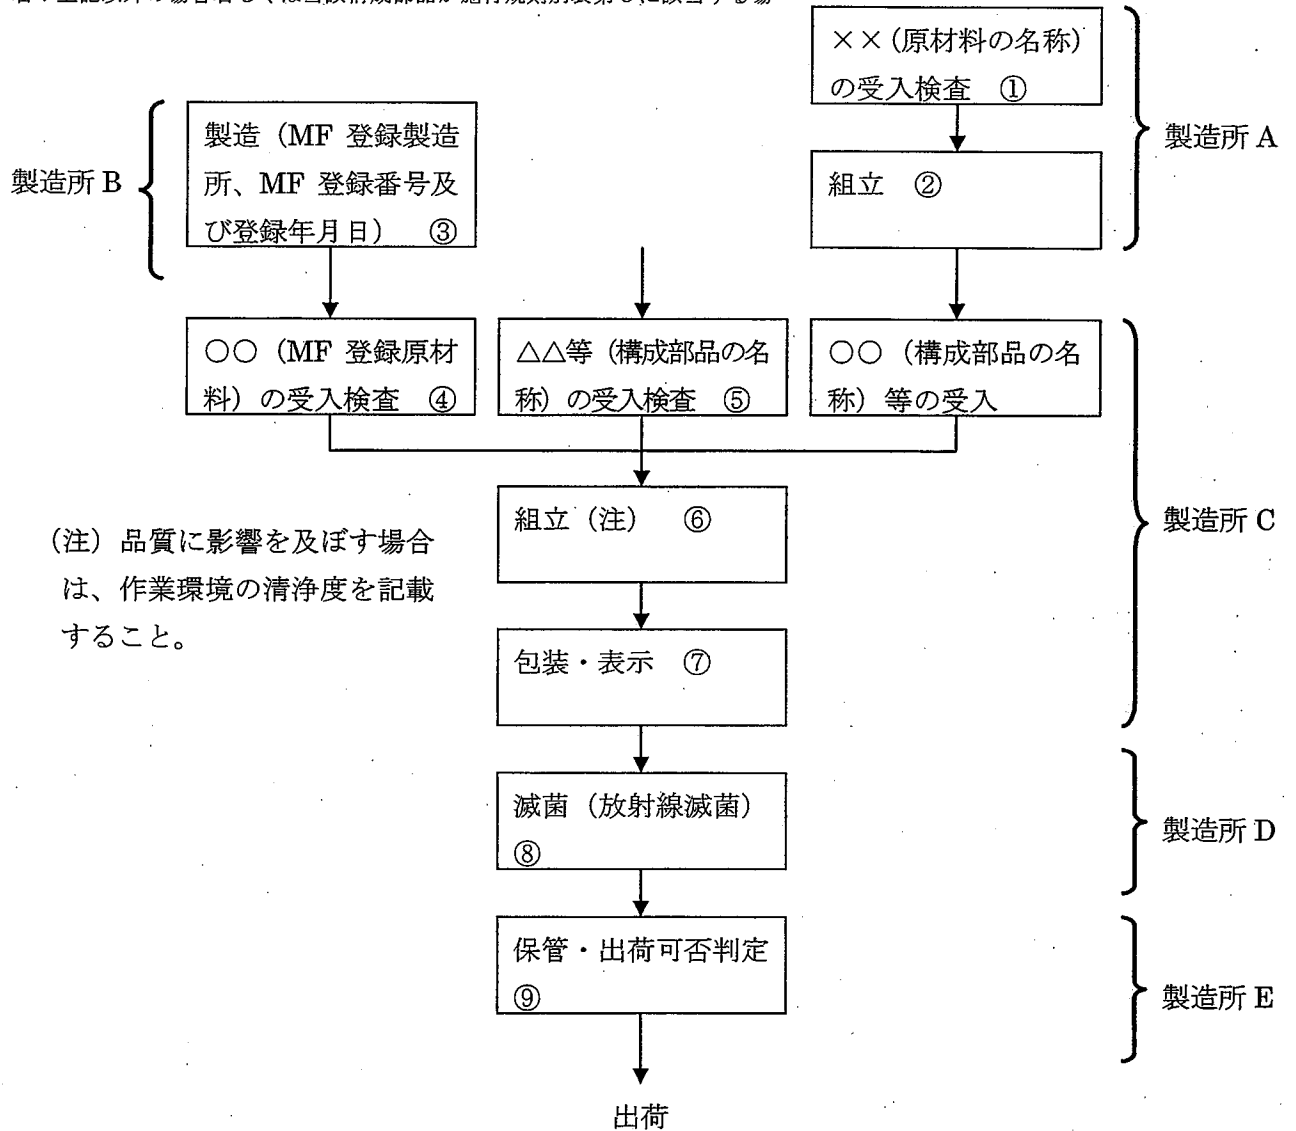 ××（原材料の名称）
の受入検査　①
製造所 A
組立　②
製造（MF 登録製造
所、MF 登録番号及
び登録年月日）　③
製造所 B
○○（MF 登録原材
料）の受入検査　④
△△等（構成部品の名
称）の受入検査　⑤
○○（構成部品の名
称）等の受入
組立（注）　⑥
製造所 C
（注）品質に影響を及ぼす場合
は、作業環境の清浄度を記載
すること。
包装・表示　⑦
滅菌（放射線滅菌）
⑧
製造所 D
保管・出荷可否判定
⑨
製造所 E
出荷